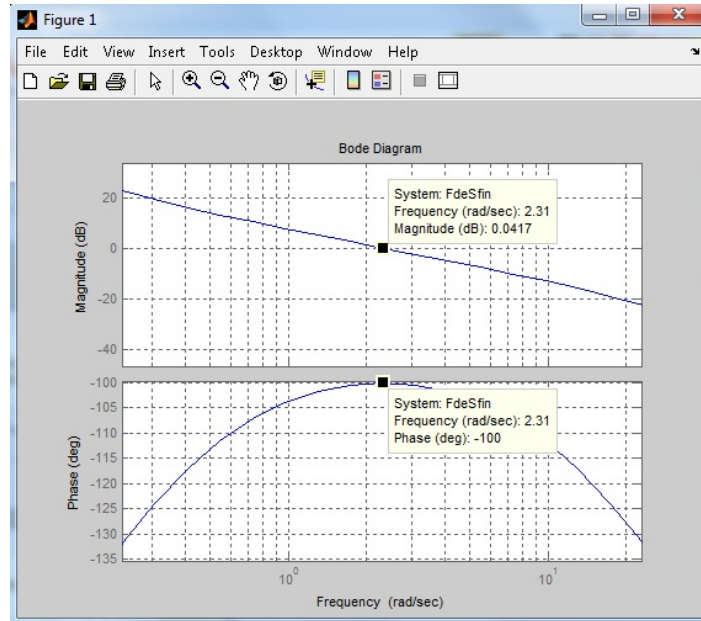 Figure 1
File Edit View Insert Tools Desktop Window Help
Bode Diagram
Magnitude (dB)
20
0
-20
-40
System: FdeSfin
Frequency (rad/sec): 2.31
Magnitude (dB): 0.0417
Phase (deg)
-100
-105
-110
-115
-120
-125
-130
-135
System: FdeSfin
Frequency (rad/sec): 2.31
Phase (deg): -100
10^0
10^1
Frequency (rad/sec)